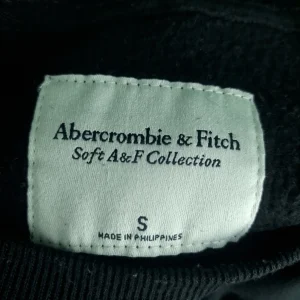 Abercrombie & Fitch
Soft A&F Collection
S
MADE IN PHILIPPINES